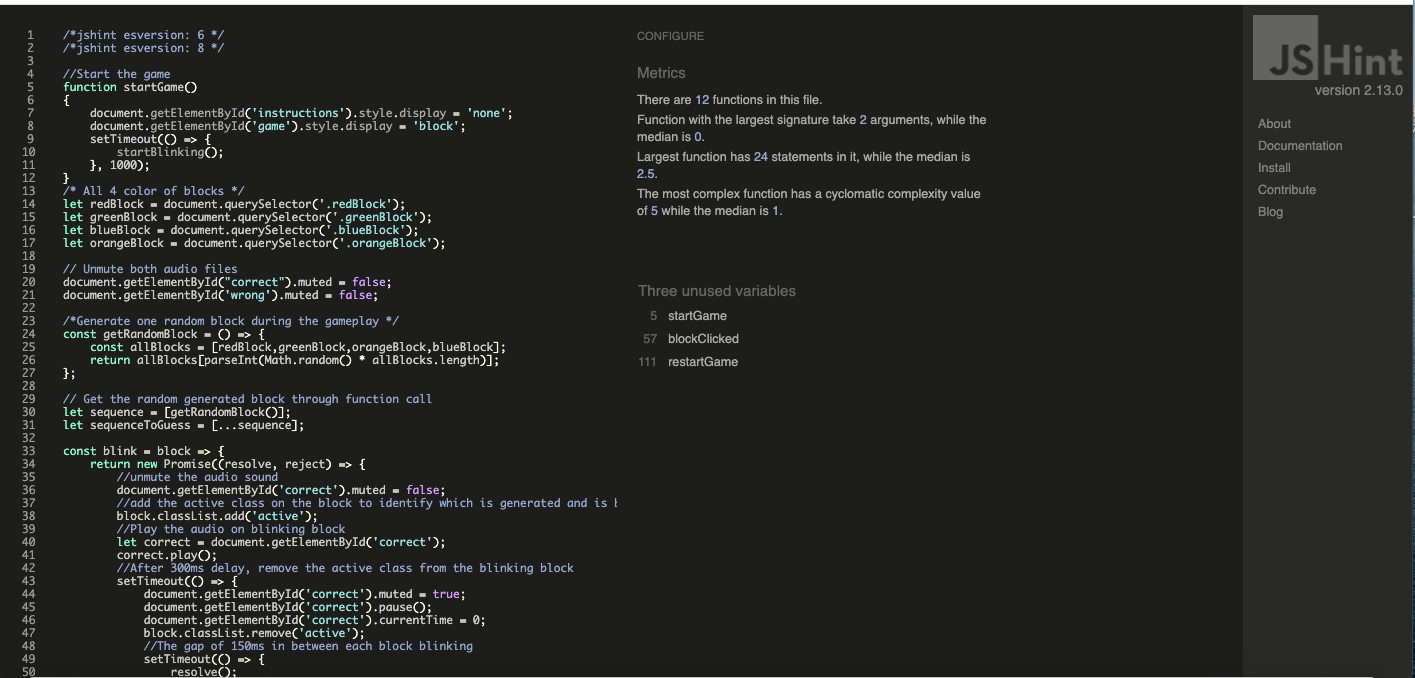 1 /*jshint esversion: 6 */
2 /*jshint esversion: 8 */
3
4 //Start the game
5 function startGame()
6 {
7 document.getElementById('instructions').style.display = 'none';
8 document.getElementById('game').style.display = 'block';
9 setTimeout(() => {
10 startBlinking();
11 }, 1000);
12 }
13 /* All 4 color of blocks */
14 let redBlock = document.querySelector('.redBlock');
15 let greenBlock = document.querySelector('.greenBlock');
16 let blueBlock = document.querySelector('.blueBlock');
17 let orangeBlock = document.querySelector('.orangeBlock');
18
19 // Unmute both audio files
20 document.getElementById("correct").muted = false;
21 document.getElementById('wrong').muted = false;
22
23 /*Generate one random block during the gameplay */
24 const getRandomBlock = () => {
25 const allBlocks = [redBlock,greenBlock,orangeBlock,blueBlock];
26 return allBlocks[parseInt(Math.random() * allBlocks.length)];
27 };
28
29 // Get the random generated block through function call
30 let sequence = [getRandomBlock()];
31 let sequenceToGuess = [...sequence];
32
33 const blink = block => {
34 return new Promise((resolve, reject) => {
35 //unmute the audio sound
36 document.getElementById('correct').muted = false;
37 //add the active class on the block to identify which is generated and is
38 block.classList.add('active');
39 //Play the audio on blinking block
40 let correct = document.getElementById('correct');
41 correct.play();
42 //After 300ms delay, remove the active class from the blinking block
43 setTimeout(() => {
44 document.getElementById('correct').muted = true;
45 document.getElementById('correct').pause();
46 document.getElementById('correct').currentTime = 0;
47 block.classList.remove('active');
48 //The gap of 150ms in between each block blinking
49 setTimeout(() => {
50 resolve();
CONFIGURE
Metrics
There are 12 functions in this file.
Function with the largest signature take 2 arguments, while the
median is 0.
Largest function has 24 statements in it, while the median is
2.5.
The most complex function has a cyclomatic complexity value
of 5 while the median is 1.
Three unused variables
5 startGame
57 blockClicked
111 restartGame
JSHint
version 2.13.0
About
Documentation
Install
Contribute
Blog